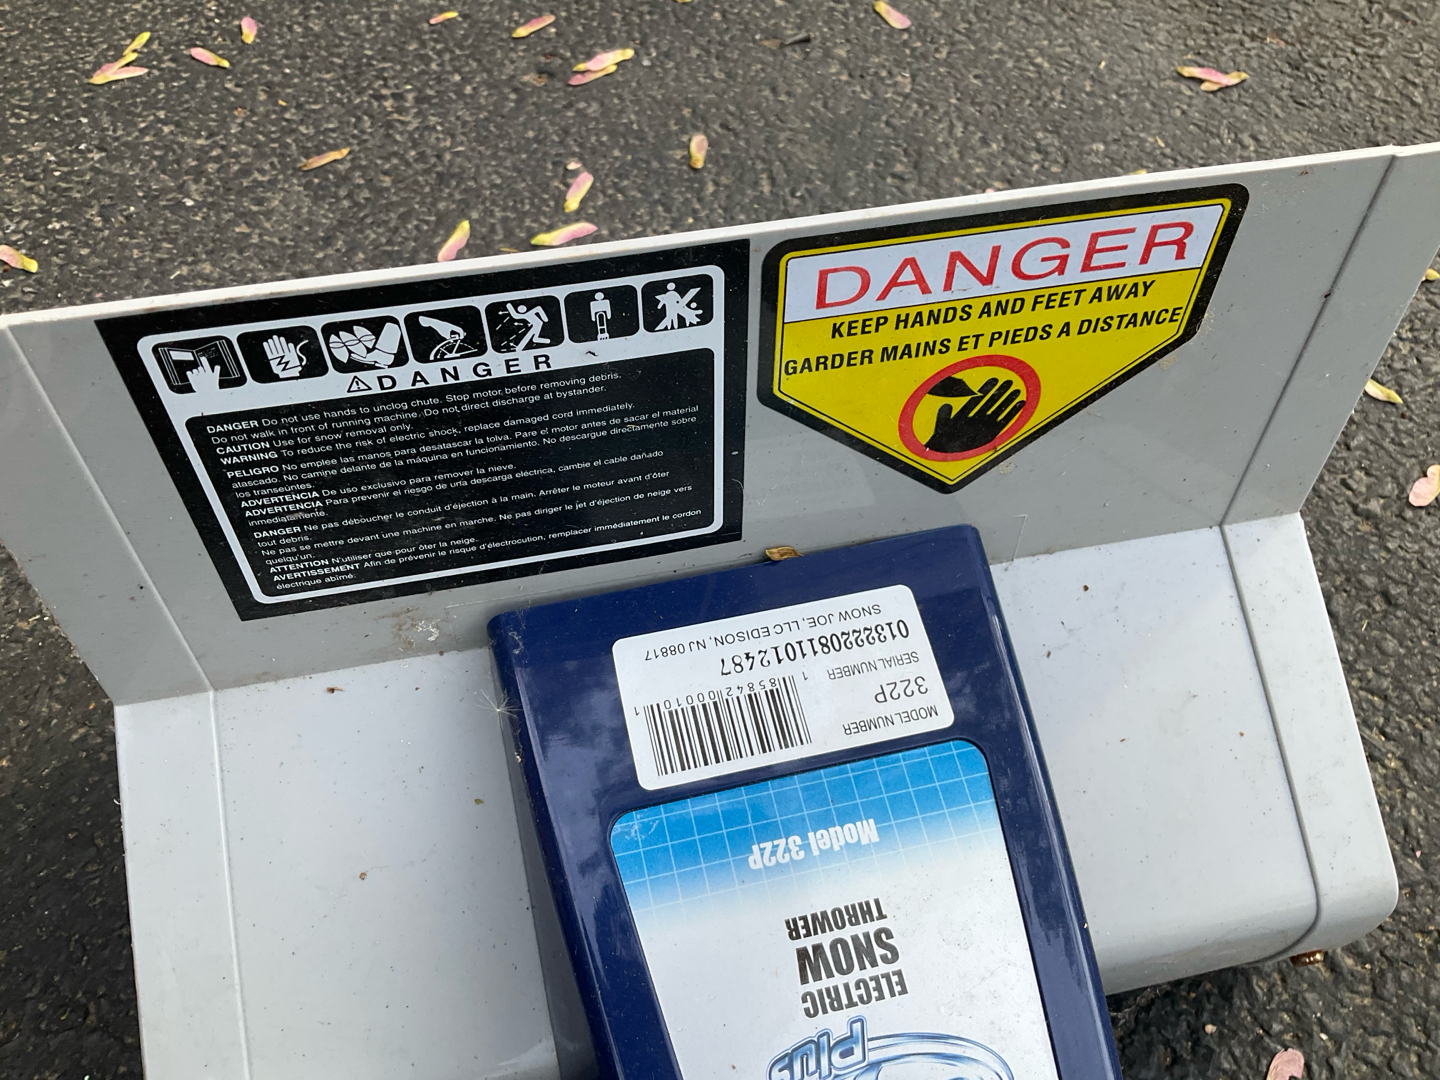 DANGER
DANGER Do not use hands to unclog chute. Stop motor before removing debris.
Do not walk in front of running machine. Do not direct discharge at bystander.
CAUTION Use for snow removal only.
WARNING To reduce the risk of electric shock, replace damaged cord immediately.
PELIGRO No emplee las manos para desatascar la tolva. Pare el motor antes de sacar el material
atascado. No camine delante de la máquina en funcionamiento. No descargue directamente sobre
los transeúntes.
ADVERTENCIA De uso exclusivo para remover la nieve.
ADVERTENCIA Para prevenir el riesgo de una descarga eléctrica, cambie el cable dañado
inmediatamente.
DANGER Ne pas déboucher le conduit d'éjection à la main. Arrêter le moteur avant d'ôter
tout débris.
Ne pas se mettre devant une machine en marche. Ne pas diriger le jet d'éjection de neige vers
quelqu'un.
ATTENTION N'utiliser que pour ôter la neige.
AVERTISSEMENT Afin de prévenir le risque d'électrocution, remplacer immédiatement le cordon
électrique abîmé.
DANGER
KEEP HANDS AND FEET AWAY
GARDER MAINS ET PIEDS A DISTANCE
MODEL NUMBER
322P
SERIAL NUMBER
0132220811012487
SNOW JOE, LLC EDISON, NJ 08817
1 85842 00010 1
Plus
ELECTRIC
SNOW
THROWER
Model 322P